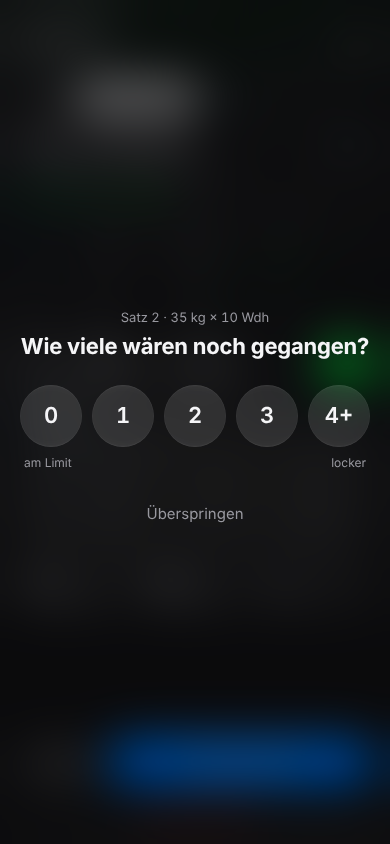 Satz 2 · 35 kg × 10 Wdh
Wie viele wären noch gegangen?
0 1 2 3 4+
am Limit locker
Überspringen